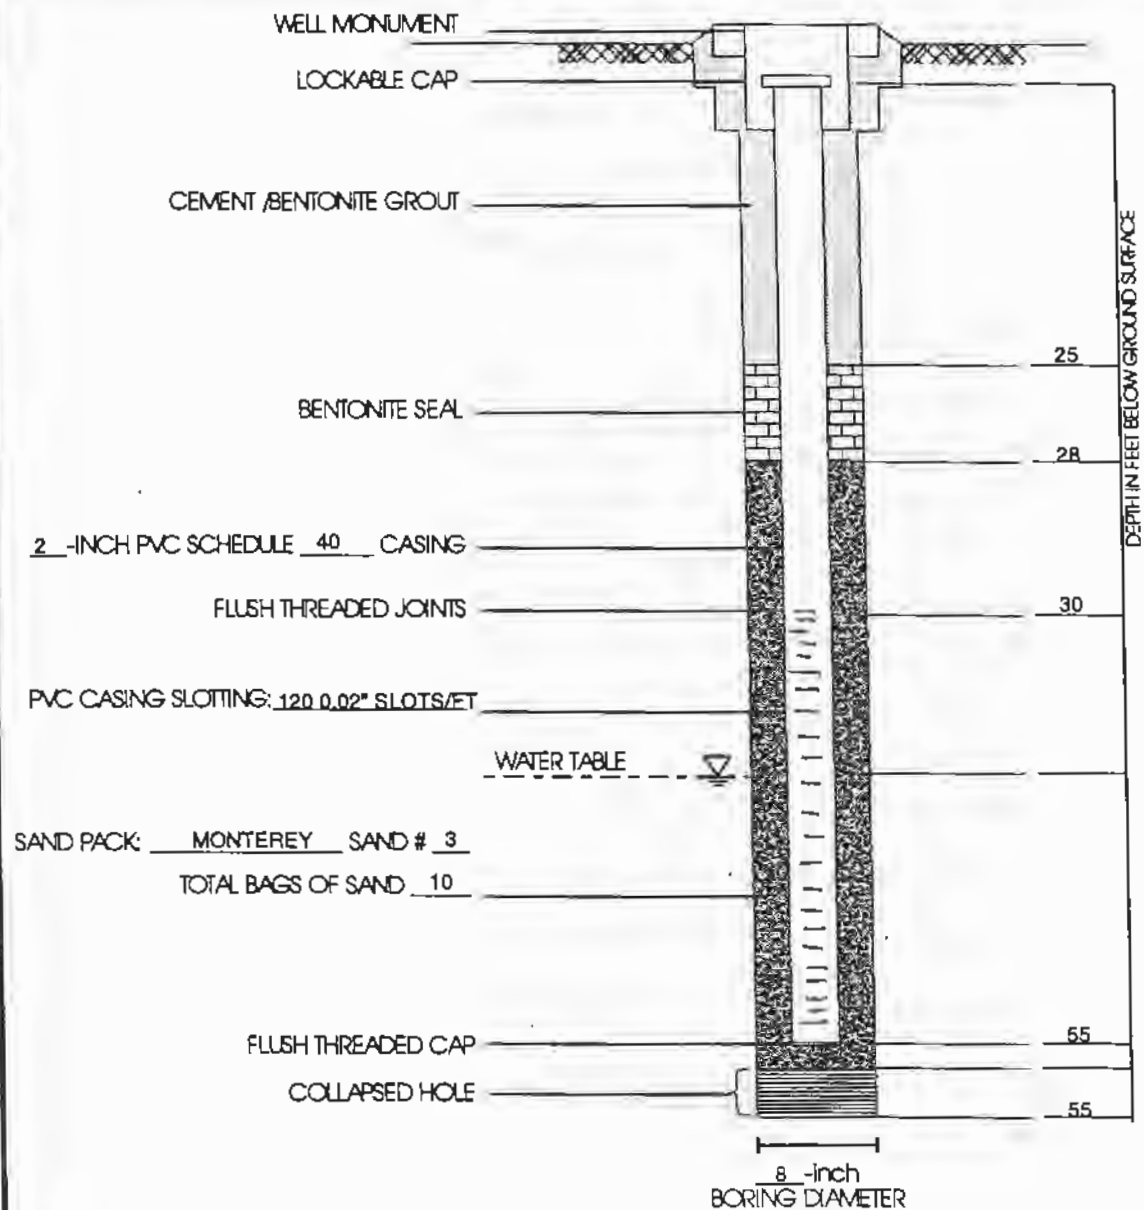 WELL MONUMENT
LOCKABLE CAP
CEMENT /BENTONITE GROUT
25
BENTONITE SEAL
28
2 -INCH PVC SCHEDULE 40 CASING
FLUSH THREADED JOINTS
30
PVC CASING SLOTTING: 120 0.02" SLOTS/FT
WATER TABLE
SAND PACK: MONTEREY SAND # 3
TOTAL BAGS OF SAND 10
FLUSH THREADED CAP
55
COLLAPSED HOLE
55
8 -inch
BORING DIAMETER
DEPTH IN FEET BELOW GROUND SURFACE